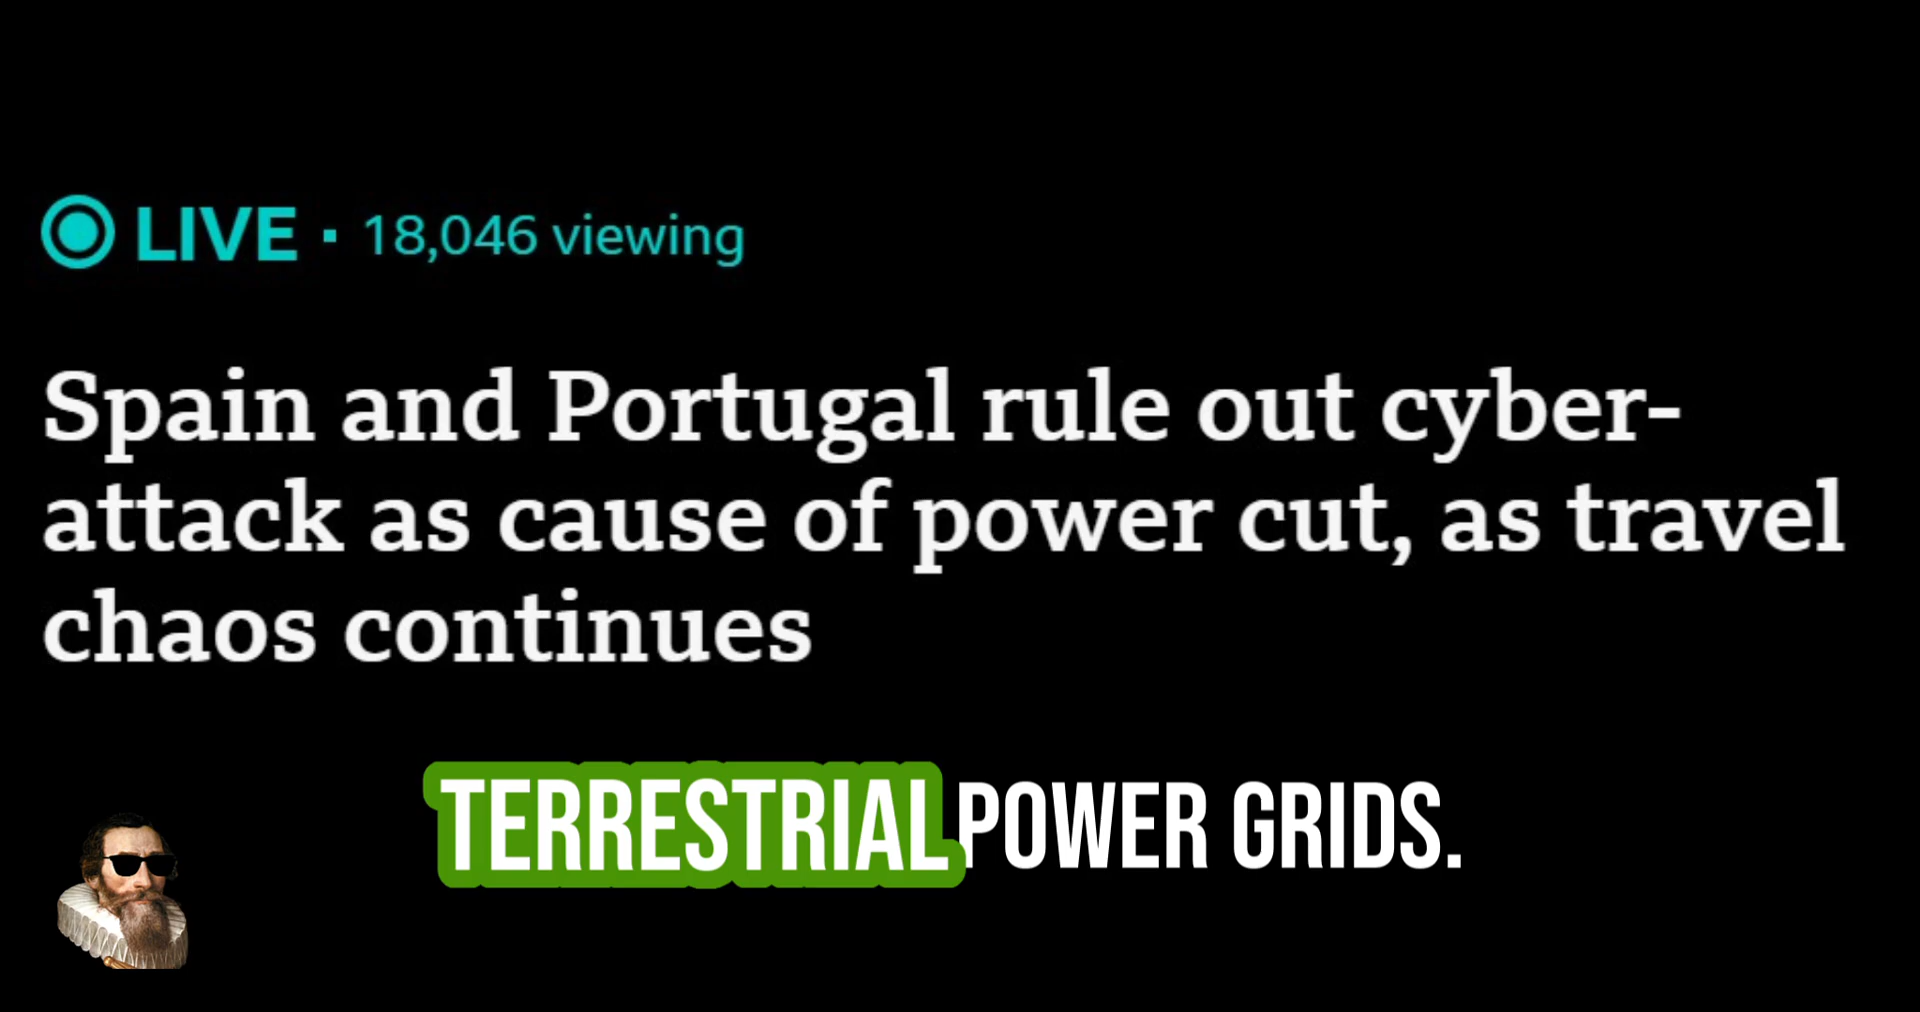 LIVE · 18,046 viewing
Spain and Portugal rule out cyber-
attack as cause of power cut, as travel
chaos continues
TERRESTRIAL POWER GRIDS.